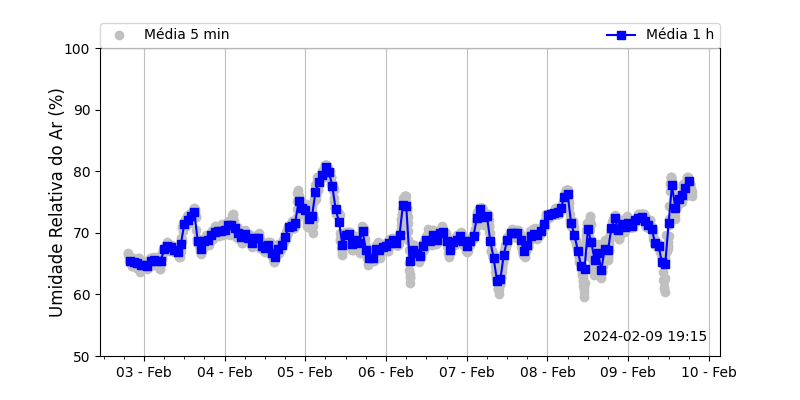 Média 5 min
Média 1 h
Umidade Relativa do Ar (%)
100
90
80
70
60
50
2024-02-09 19:15
03 - Feb
04 - Feb
05 - Feb
06 - Feb
07 - Feb
08 - Feb
09 - Feb
10 - Feb